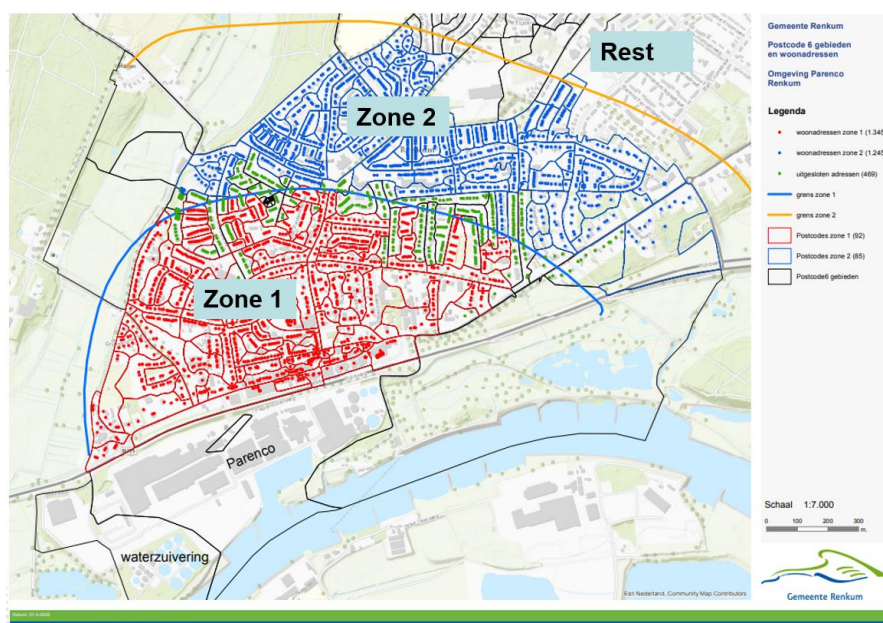 Rest
Zone 2
Zone 1
Parenco
waterzuivering
Esri Nederland, Community Map Contributors
Gemeente Renkum
Postcode 6 gebieden
en woonadressen
Omgeving Parenco
Renkum
Legenda
woonadressen zone 1 (1.345
woonadressen zone 2 (1.245
uitgesloten adressen (469)
grens zone 1
grens zone 2
Postcodes zone 1 (92)
Postcodes zone 2 (85)
Postcode6 gebieden
Schaal 1:7.000
0 100 200 300
m.
Gemeente Renkum